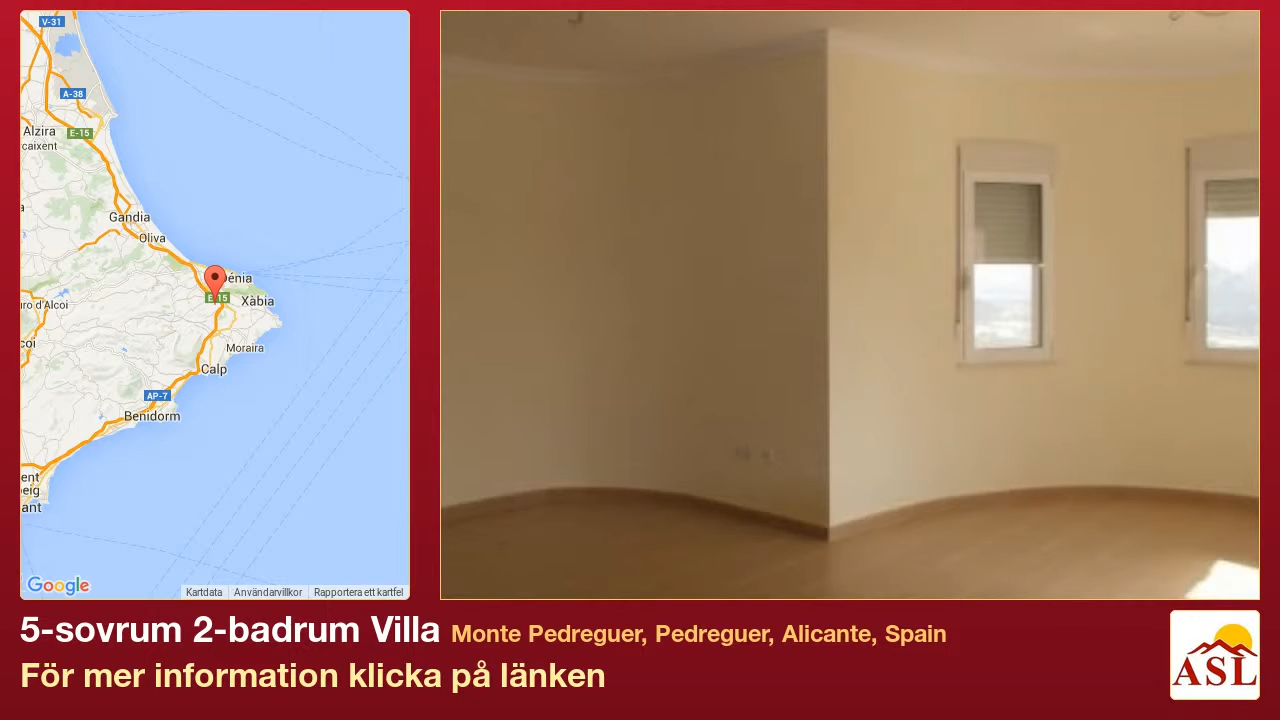 V-31
A-38
Alzira
E-15
caixent
Gandia
Oliva
énia
E-15
Xàbia
uro d'Alcoi
coi
Moraira
Calp
AP-7
Benidorm
ent
eig
ant
Google
Kartdata
Användarvillkor
Rapportera ett kartfel
5-sovrum 2-badrum Villa Monte Pedreguer, Pedreguer, Alicante, Spain
För mer information klicka på länken
ASL